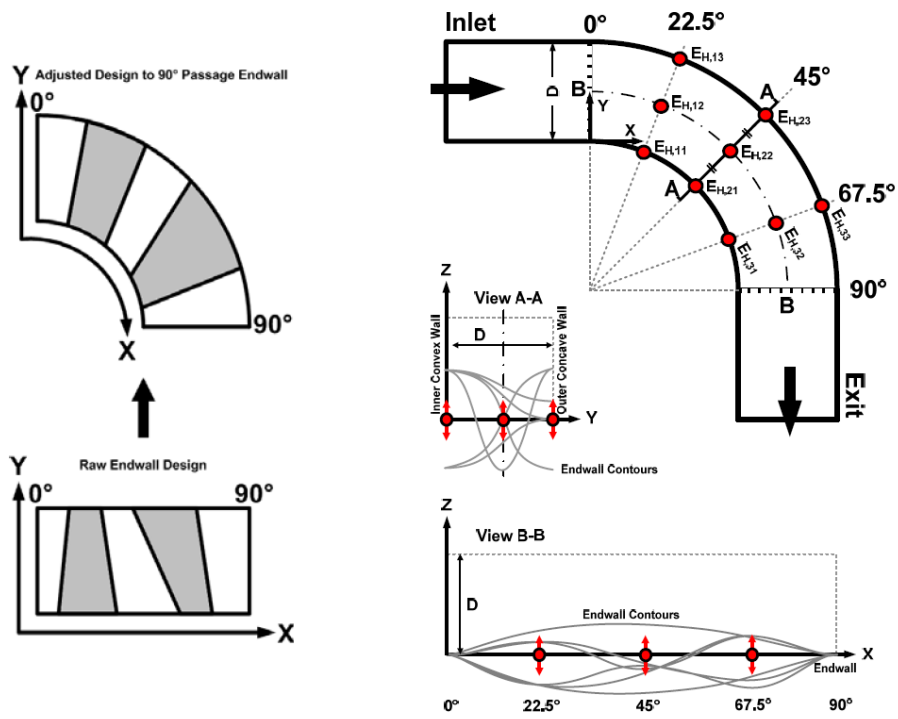 Y
Adjusted Design to 90° Passage Endwall
0°
90°
X
Raw Endwall Design
Y
0°
90°
X
Inlet
0°
22.5°
45°
67.5°
90°
D
B
Y
X
A
A
B
E_H,13
E_H,12
E_H,11
E_H,23
E_H,22
E_H,21
E_H,33
E_H,32
E_H,31
Exit
Z
View A-A
Inner Convex Wall
D
Outer Concave Wall
Y
Endwall Contours
Z
View B-B
D
Endwall Contours
X
Endwall
0°
22.5°
45°
67.5°
90°